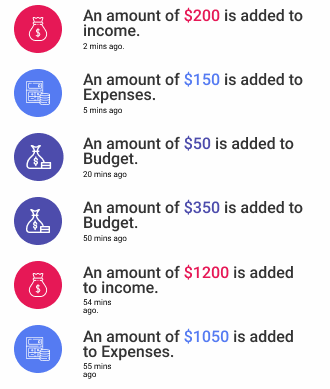 An amount of $200 is added to
income.
2 mins ago.
An amount of $150 is added to
Expenses.
5 mins ago
An amount of $50 is added to
Budget.
20 mins ago
An amount of $350 is added to
Budget.
50 mins ago
An amount of $1200 is added
to income.
54 mins
ago.
An amount of $1050 is added
to Expenses.
55 mins
ago